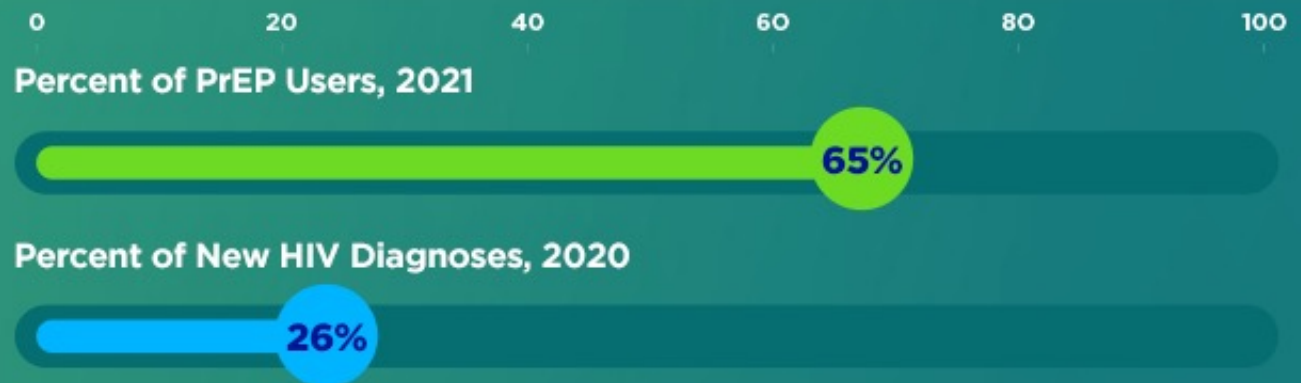 0 20 40 60 80 100
Percent of PrEP Users, 2021
65%
Percent of New HIV Diagnoses, 2020
26%